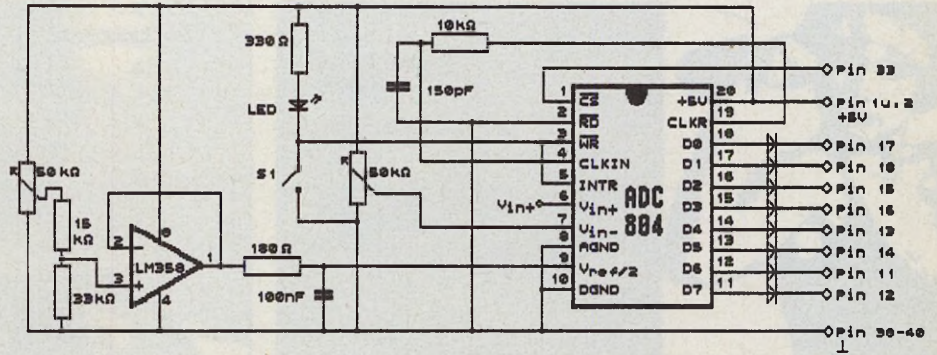 10kΩ
330Ω
150pF
LED
S1
50kΩ
15
kΩ
33kΩ
50kΩ
LM358
2
3
8
1
4
180Ω
100nF
Vin+
1 CS
2 RD
3 WR
4 CLKIN
5 INTR
6 Vin+
7 Vin-
8 AGND
9 Vref/2
10 DGND
ADC
804
+5V 20
CLKR 19
D0 18
D1 17
D2 16
D3 15
D4 14
D5 13
D6 12
D7 11
Pin 33
Pin 1u.2
+5V
Pin 17
Pin 18
Pin 15
Pin 16
Pin 13
Pin 14
Pin 11
Pin 12
Pin 38-40